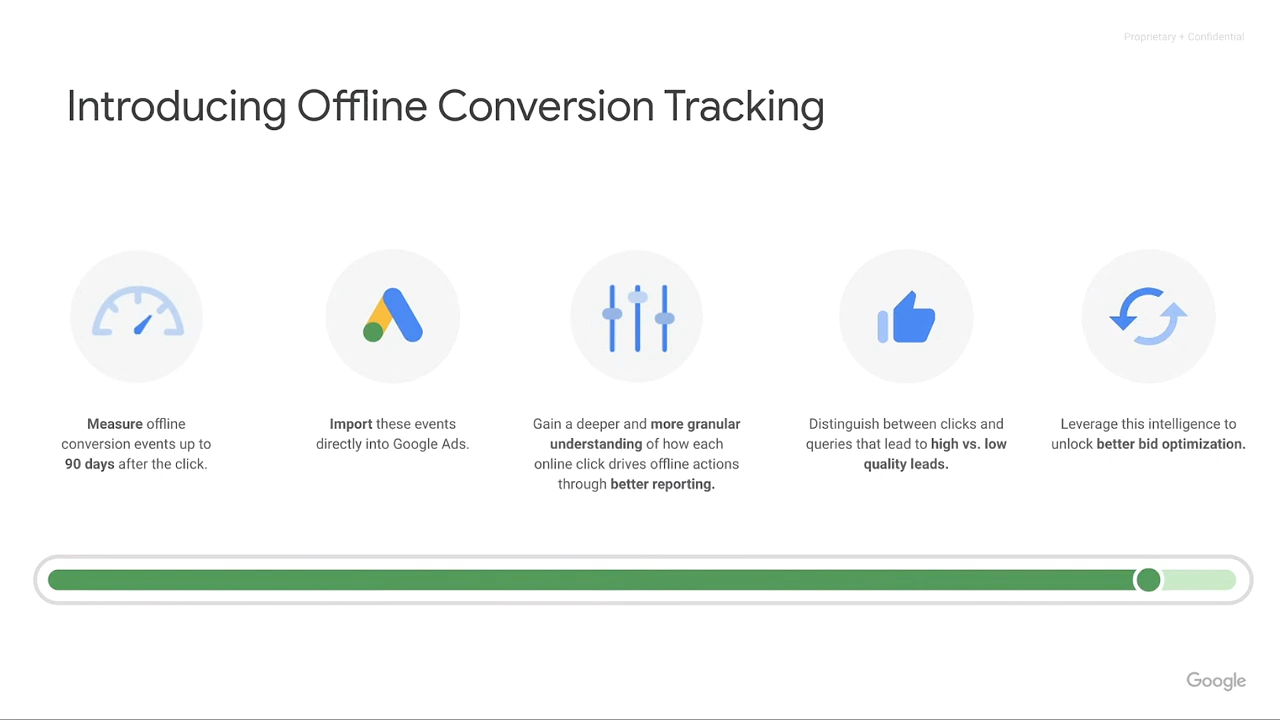 Proprietary + Confidential
Introducing Offline Conversion Tracking
Measure offline
conversion events up to
90 days after the click.
Import these events
directly into Google Ads.
Gain a deeper and more granular
understanding of how each
online click drives offline actions
through better reporting.
Distinguish between clicks and
queries that lead to high vs. low
quality leads.
Leverage this intelligence to
unlock better bid optimization.
Google